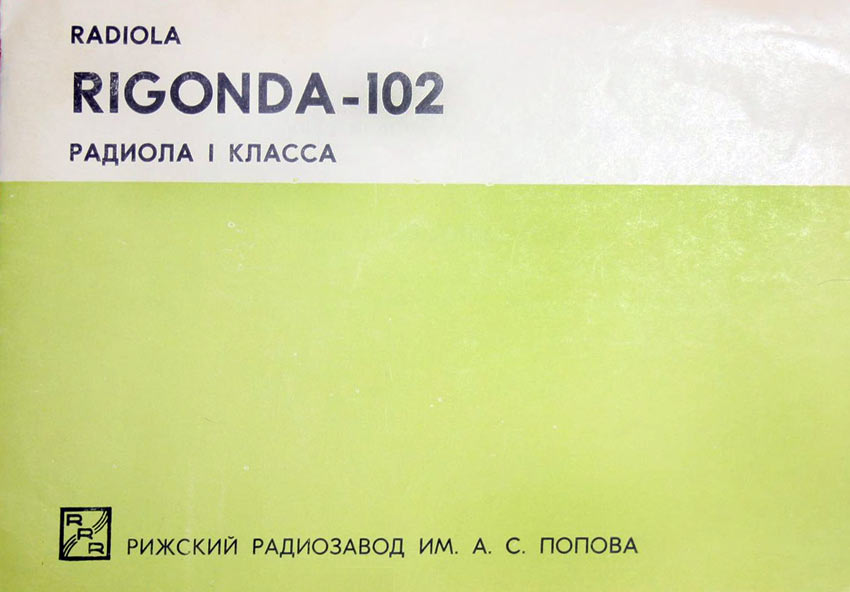 RADIOLA
RIGONDA-102
РАДИОЛА I КЛАССА
RRR
РИЖСКИЙ РАДИОЗАВОД ИМ. А. С. ПОПОВА